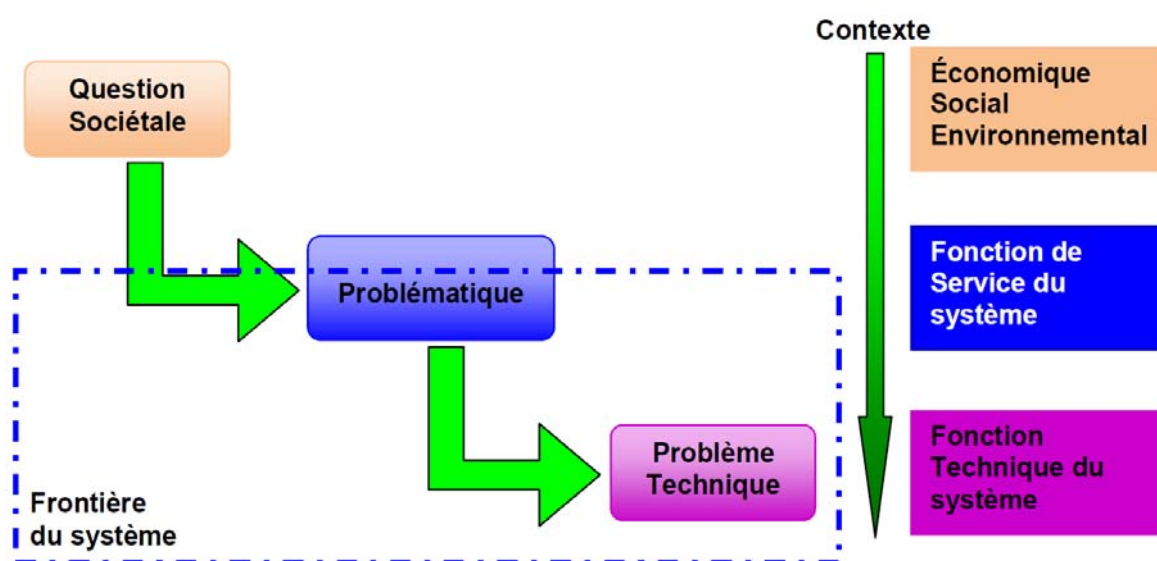 Contexte
Question
Sociétale
Économique
Social
Environnemental
Problématique
Fonction de
Service du
système
Problème
Technique
Fonction
Technique du
système
Frontière
du système